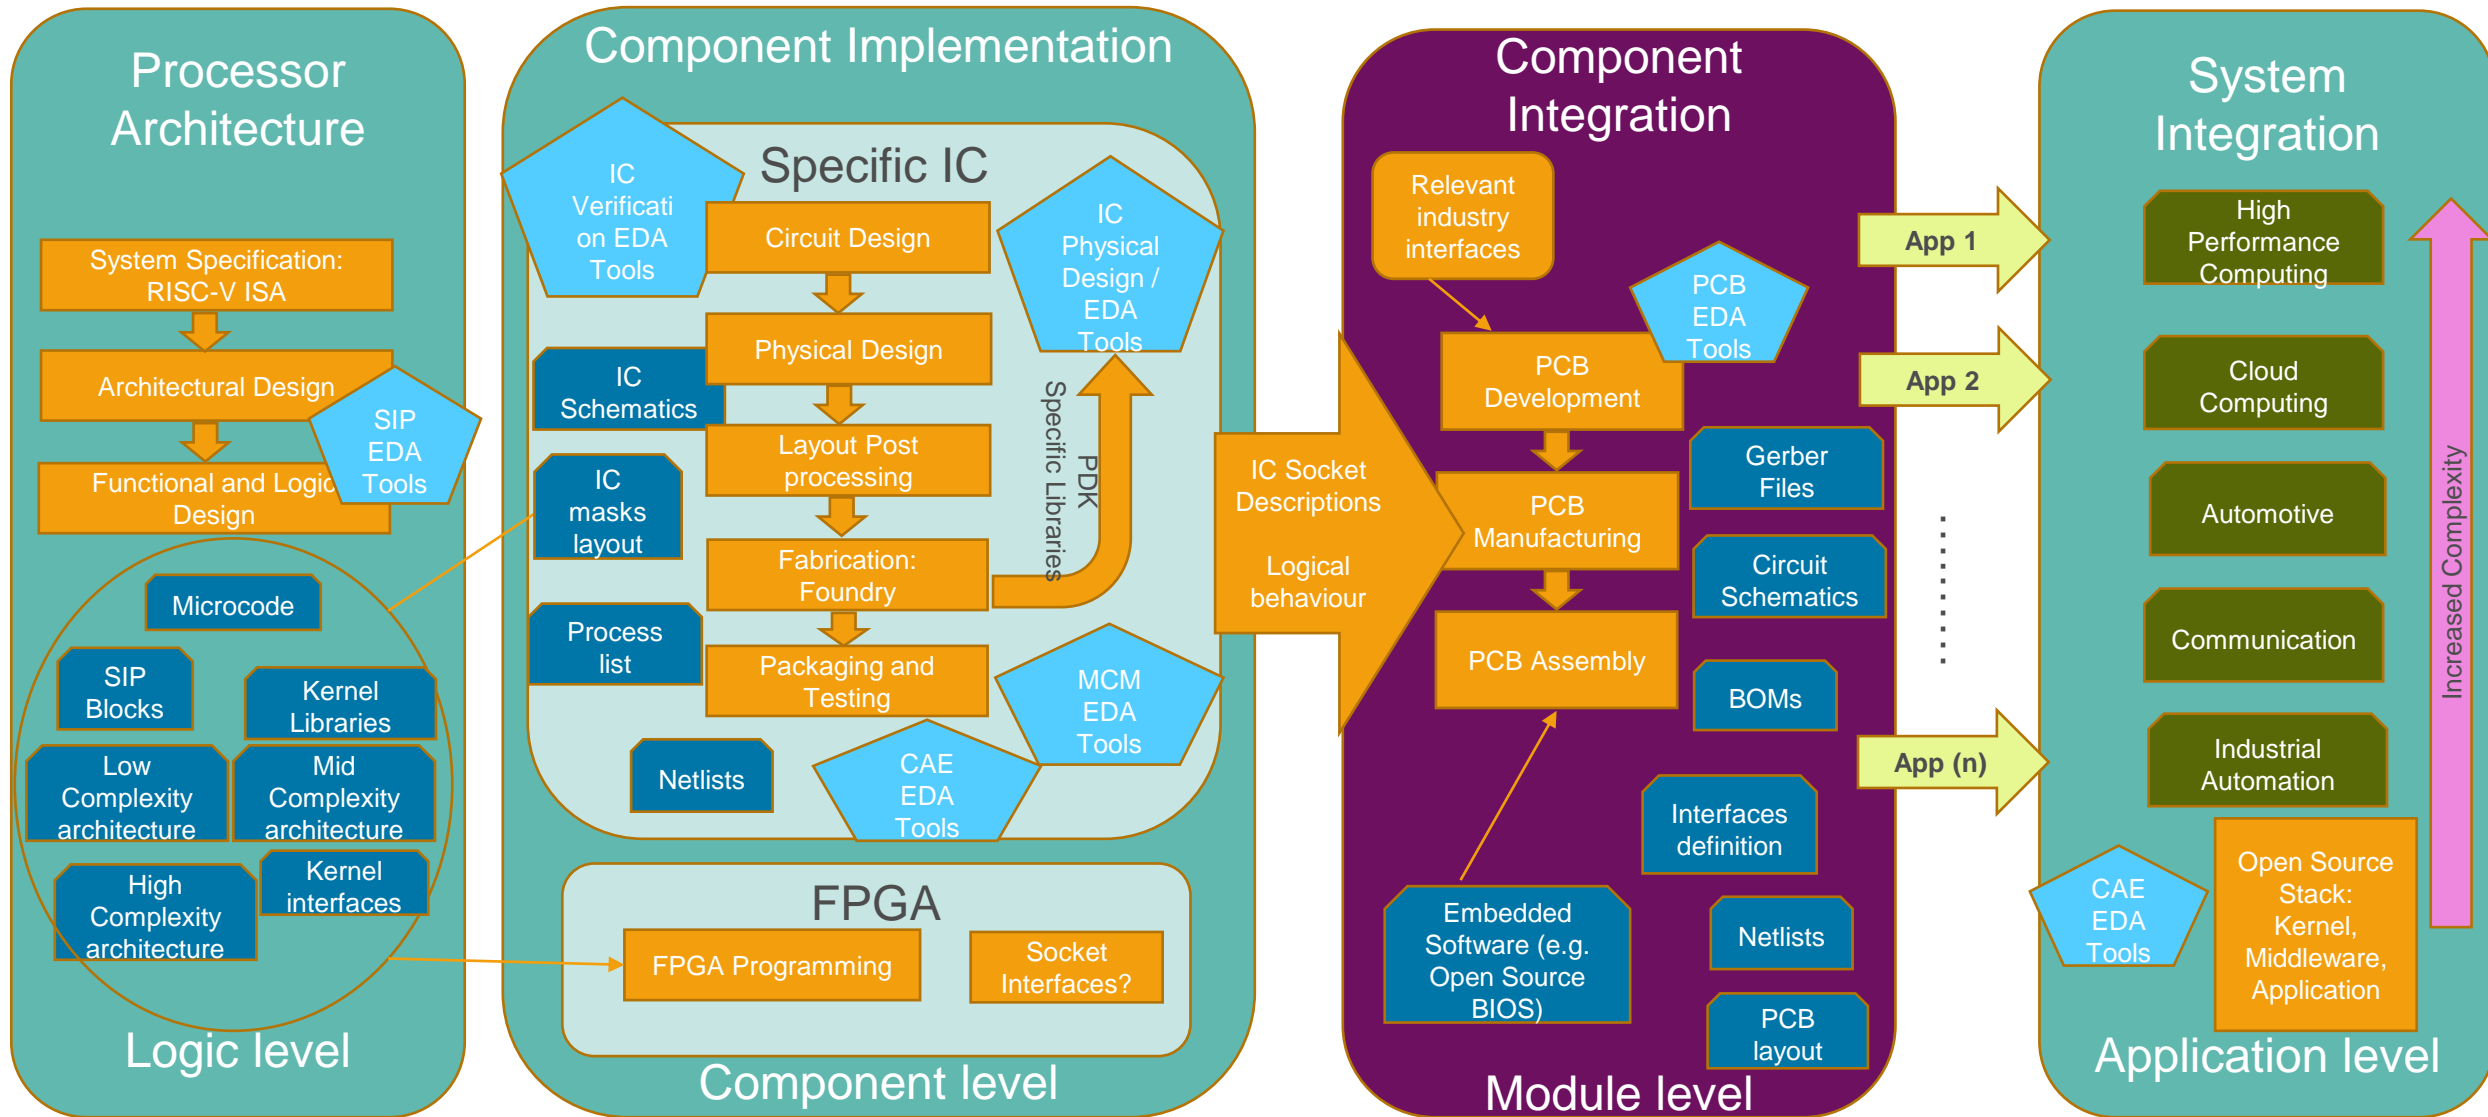 Processor
Architecture
System Specification:
RISC-V ISA
Architectural Design
SIP
EDA
Tools
Functional and Logic
Design
Microcode
SIP
Blocks
Kernel
Libraries
Low
Complexity
architecture
Mid
Complexity
architecture
High
Complexity
architecture
Kernel
interfaces
Logic level
Component Implementation
Specific IC
IC
Verificati
on EDA
Tools
Circuit Design
IC
Physical
Design /
EDA
Tools
Physical Design
IC
Schematics
Layout Post
processing
IC
masks
layout
Fabrication:
Foundry
PDK
Specific Libraries
Process
list
Packaging and
Testing
MCM
EDA
Tools
Netlists
CAE
EDA
Tools
FPGA
FPGA Programming
Socket
Interfaces?
Component level
IC Socket
Descriptions
Logical
behaviour
Component
Integration
Relevant
industry
interfaces
PCB
EDA
Tools
PCB
Development
Gerber
Files
PCB
Manufacturing
Circuit
Schematics
PCB Assembly
BOMs
Interfaces
definition
Embedded
Software (e.g.
Open Source
BIOS)
Netlists
PCB
layout
Module level
App 1
App 2
App (n)
System
Integration
High
Performance
Computing
Cloud
Computing
Automotive
Communication
Industrial
Automation
Increased Complexity
CAE
EDA
Tools
Open Source
Stack:
Kernel,
Middleware,
Application
Application level